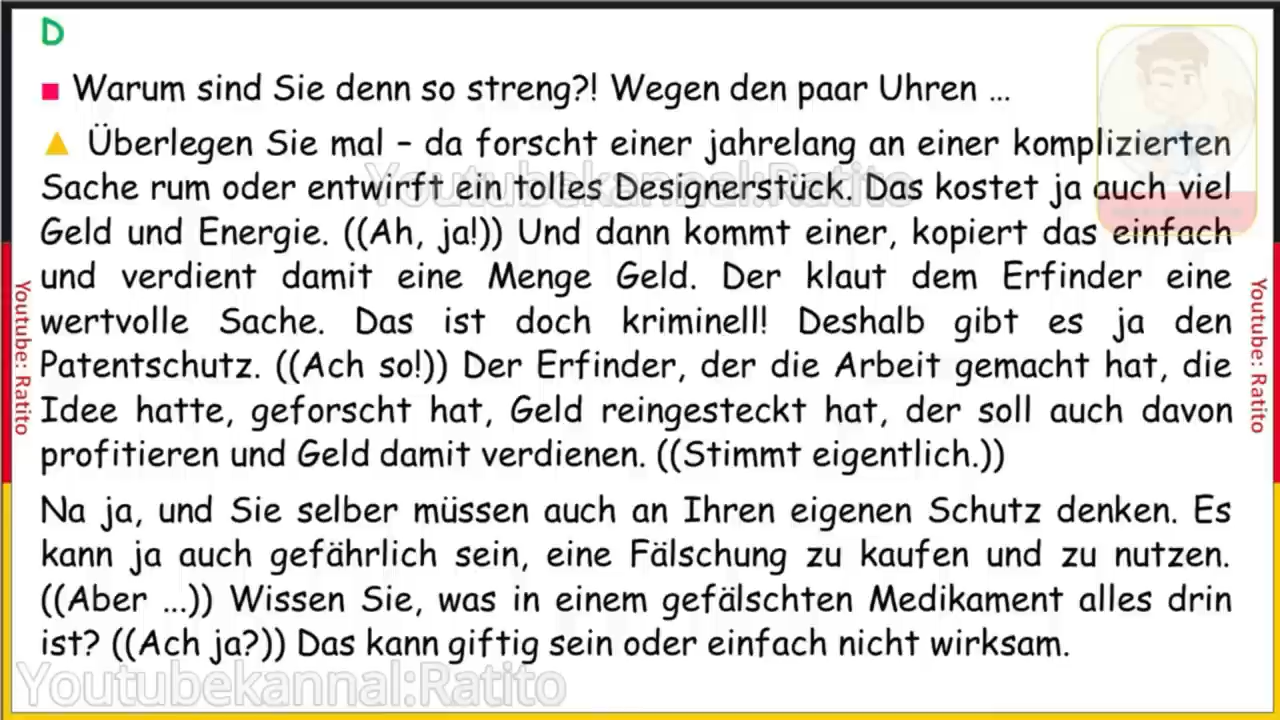 D
Warum sind Sie denn so streng?! Wegen den paar Uhren ...
Überlegen Sie mal – da forscht einer jahrelang an einer komplizierten
Sache rum oder entwirft ein tolles Designerstück. Das kostet ja auch viel
Geld und Energie. ((Ah, ja!)) Und dann kommt einer, kopiert das einfach
und verdient damit eine Menge Geld. Der klaut dem Erfinder eine
wertvolle Sache. Das ist doch kriminell! Deshalb gibt es ja den
Patentschutz. ((Ach so!)) Der Erfinder, der die Arbeit gemacht hat, die
Idee hatte, geforscht hat, Geld reingesteckt hat, der soll auch davon
profitieren und Geld damit verdienen. ((Stimmt eigentlich.))
Na ja, und Sie selber müssen auch an Ihren eigenen Schutz denken. Es
kann ja auch gefährlich sein, eine Fälschung zu kaufen und zu nutzen.
((Aber ...)) Wissen Sie, was in einem gefälschten Medikament alles drin
ist? ((Ach ja?)) Das kann giftig sein oder einfach nicht wirksam.
Youtube: Ratito
Youtube: Ratito
Youtubekannal:Ratito
Youtubekannal:Ratito